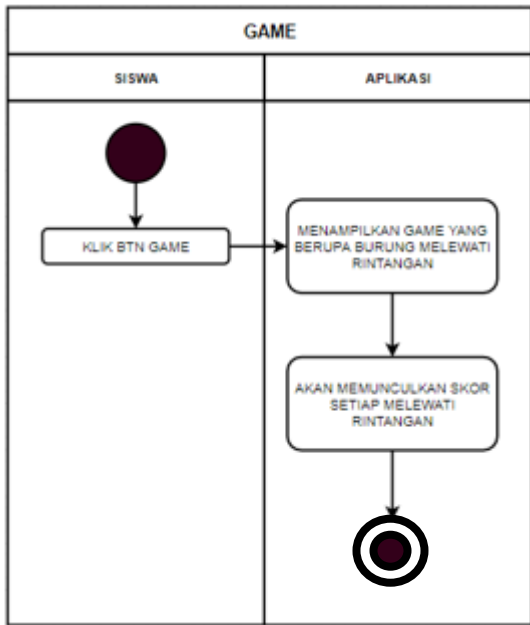 GAME
SISWA
APLIKASI
KLIK BTN GAME
MENAMPILKAN GAME YANG
BERUPA BURUNG MELEWATI
RINTANGAN
AKAN MEMUNCULKAN SKOR
SETIAP MELEWATI
RINTANGAN